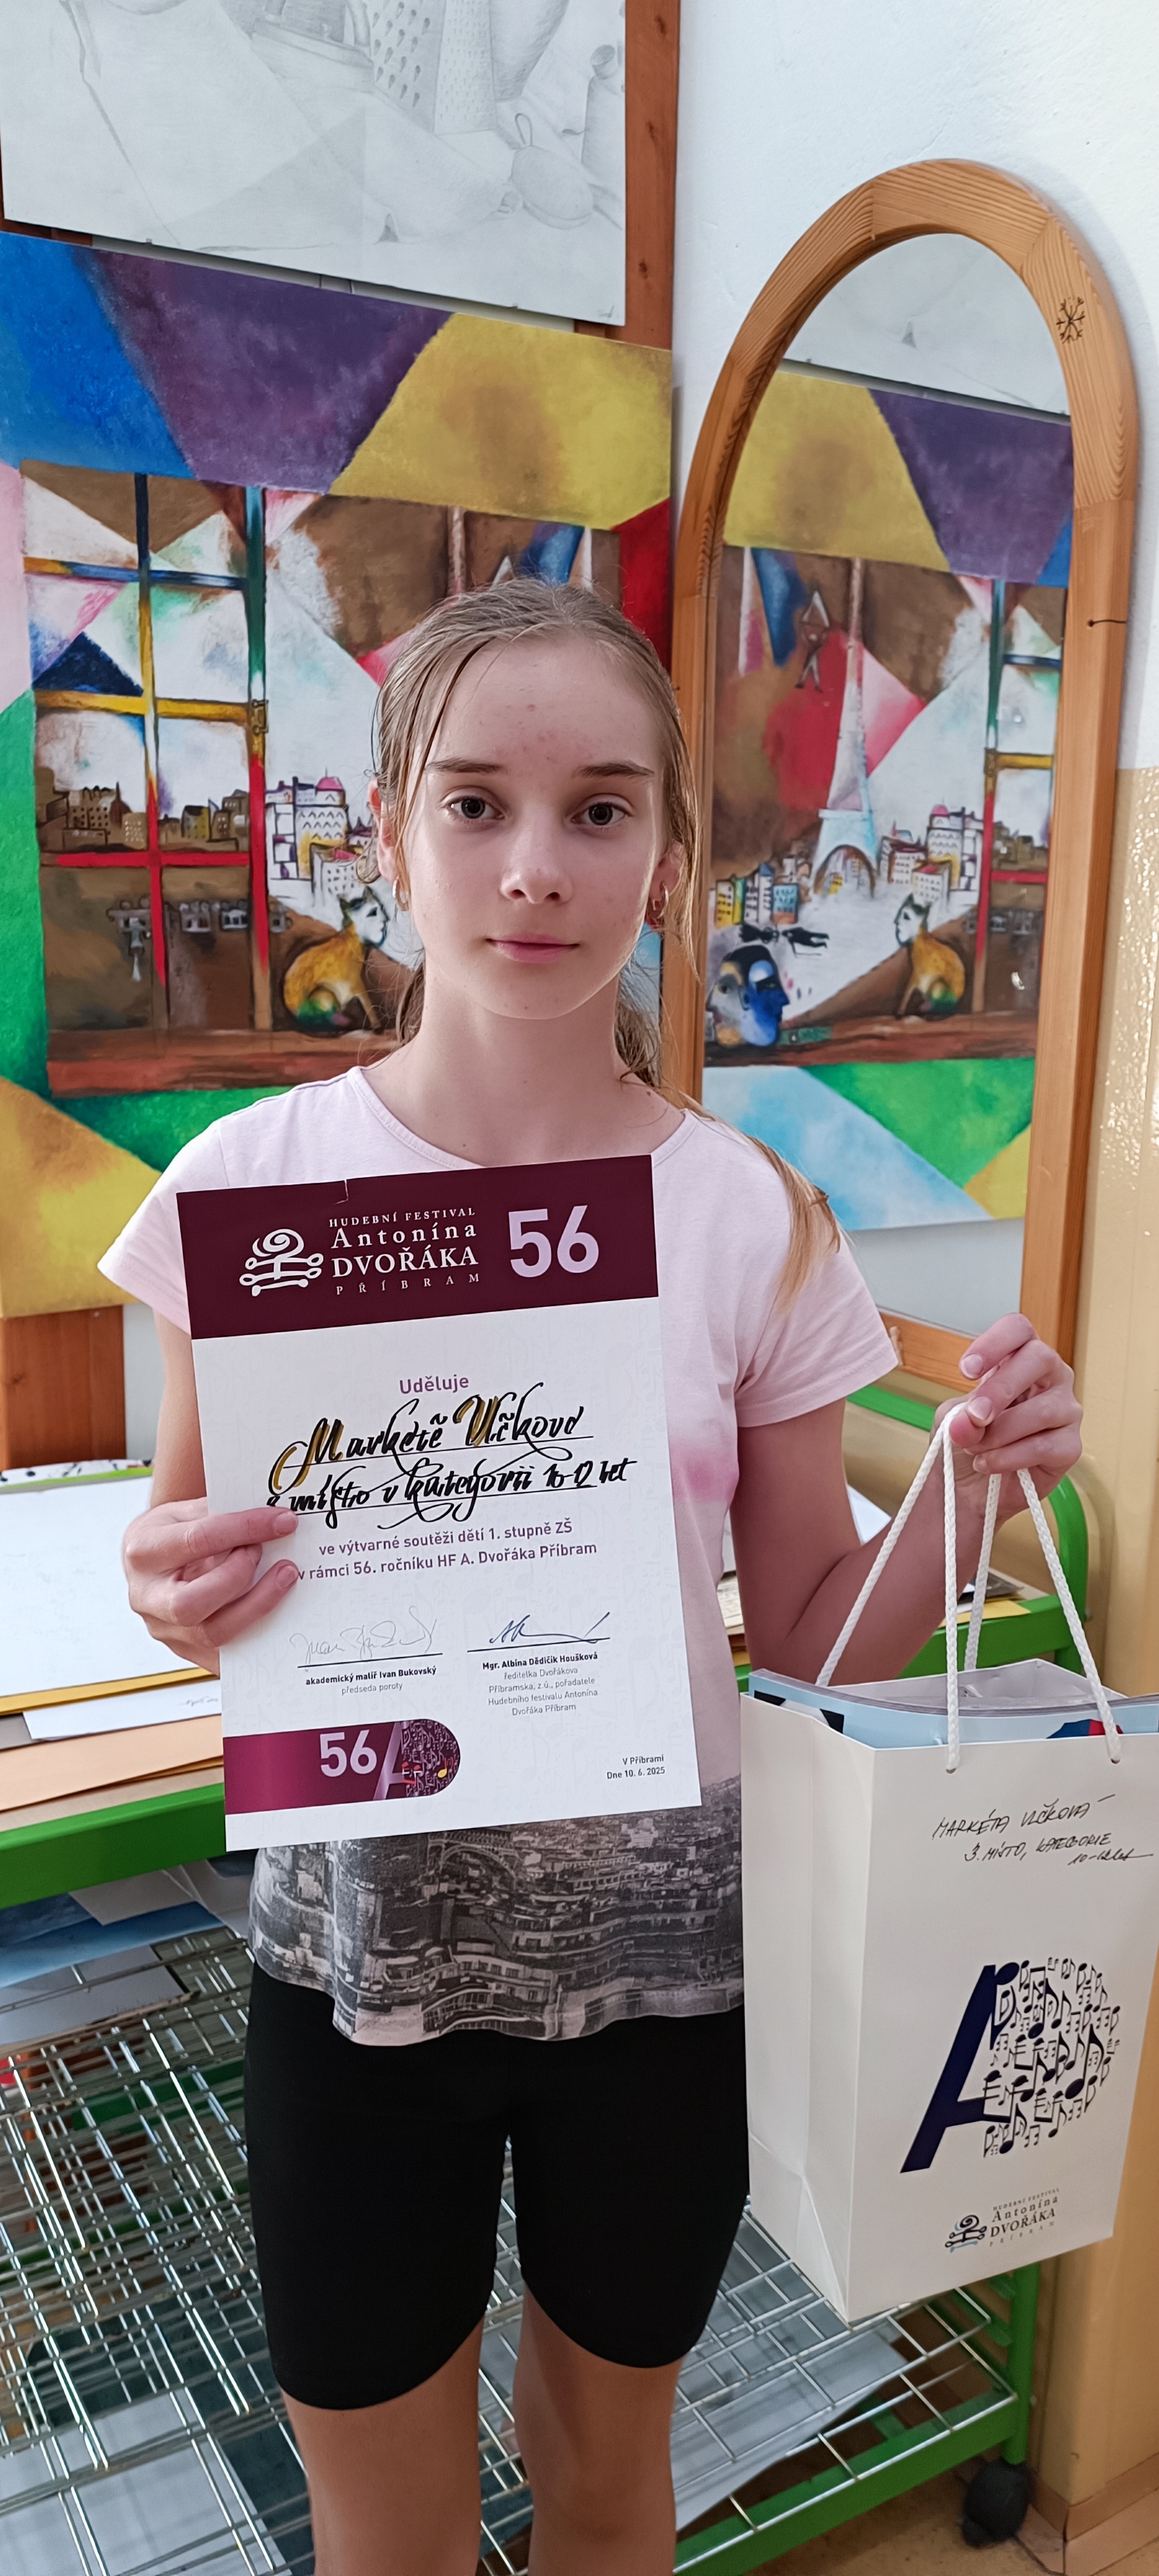 HUDEBNÍ FESTIVAL
Antonína
DVOŘÁKA
PŘÍBRAM
56
Uděluje
Markétě Vlčkové
místo v kategorii 10-12 let
ve výtvarné soutěži dětí 1. stupně ZŠ
v rámci 56. ročníku HF A. Dvořáka Příbram
akademický malíř Ivan Bukovský
předseda poroty
Mgr. Albína Dědičík Houšková
ředitelka Dvořákova
Příbramska, z.ú., pořadatele
Hudebního festivalu Antonína
Dvořáka Příbram
56
V Příbrami
Dne 10. 6. 2025
MARKÉTA VLČKOVÁ
3. MÍSTO, KATEGORIE
10-12 let
HUDEBNÍ FESTIVAL
Antonína
DVOŘÁKA
PŘÍBRAM